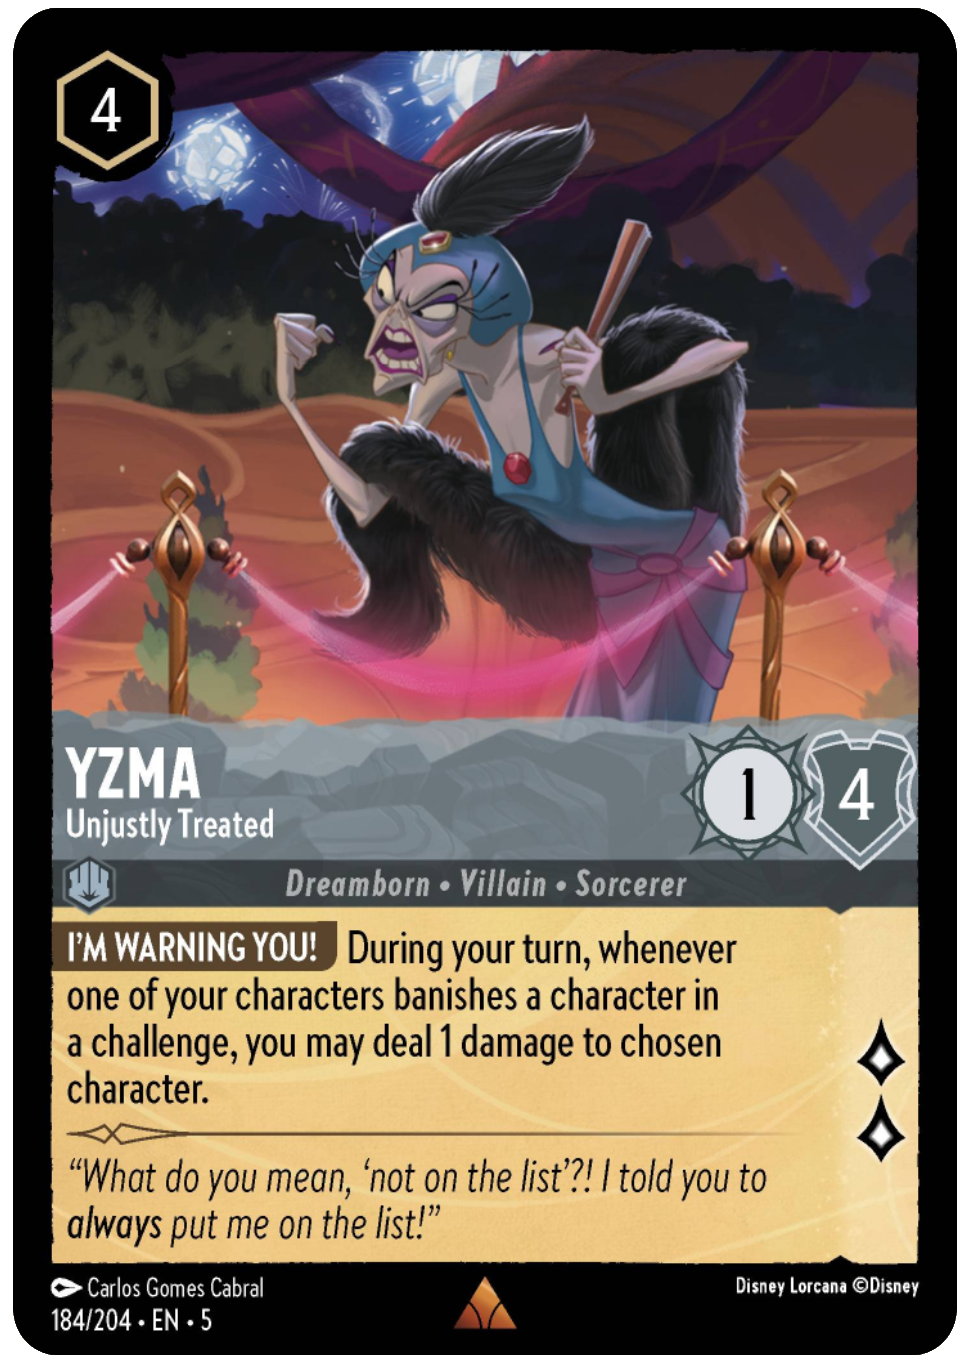 4
YZMA
Unjustly Treated
1
4
Dreamborn • Villain • Sorcerer
I'M WARNING YOU! During your turn, whenever
one of your characters banishes a character in
a challenge, you may deal 1 damage to chosen
character.
“What do you mean, ‘not on the list’?! I told you to
always put me on the list!”
Carlos Gomes Cabral
Disney Lorcana ©Disney
184/204 • EN • 5